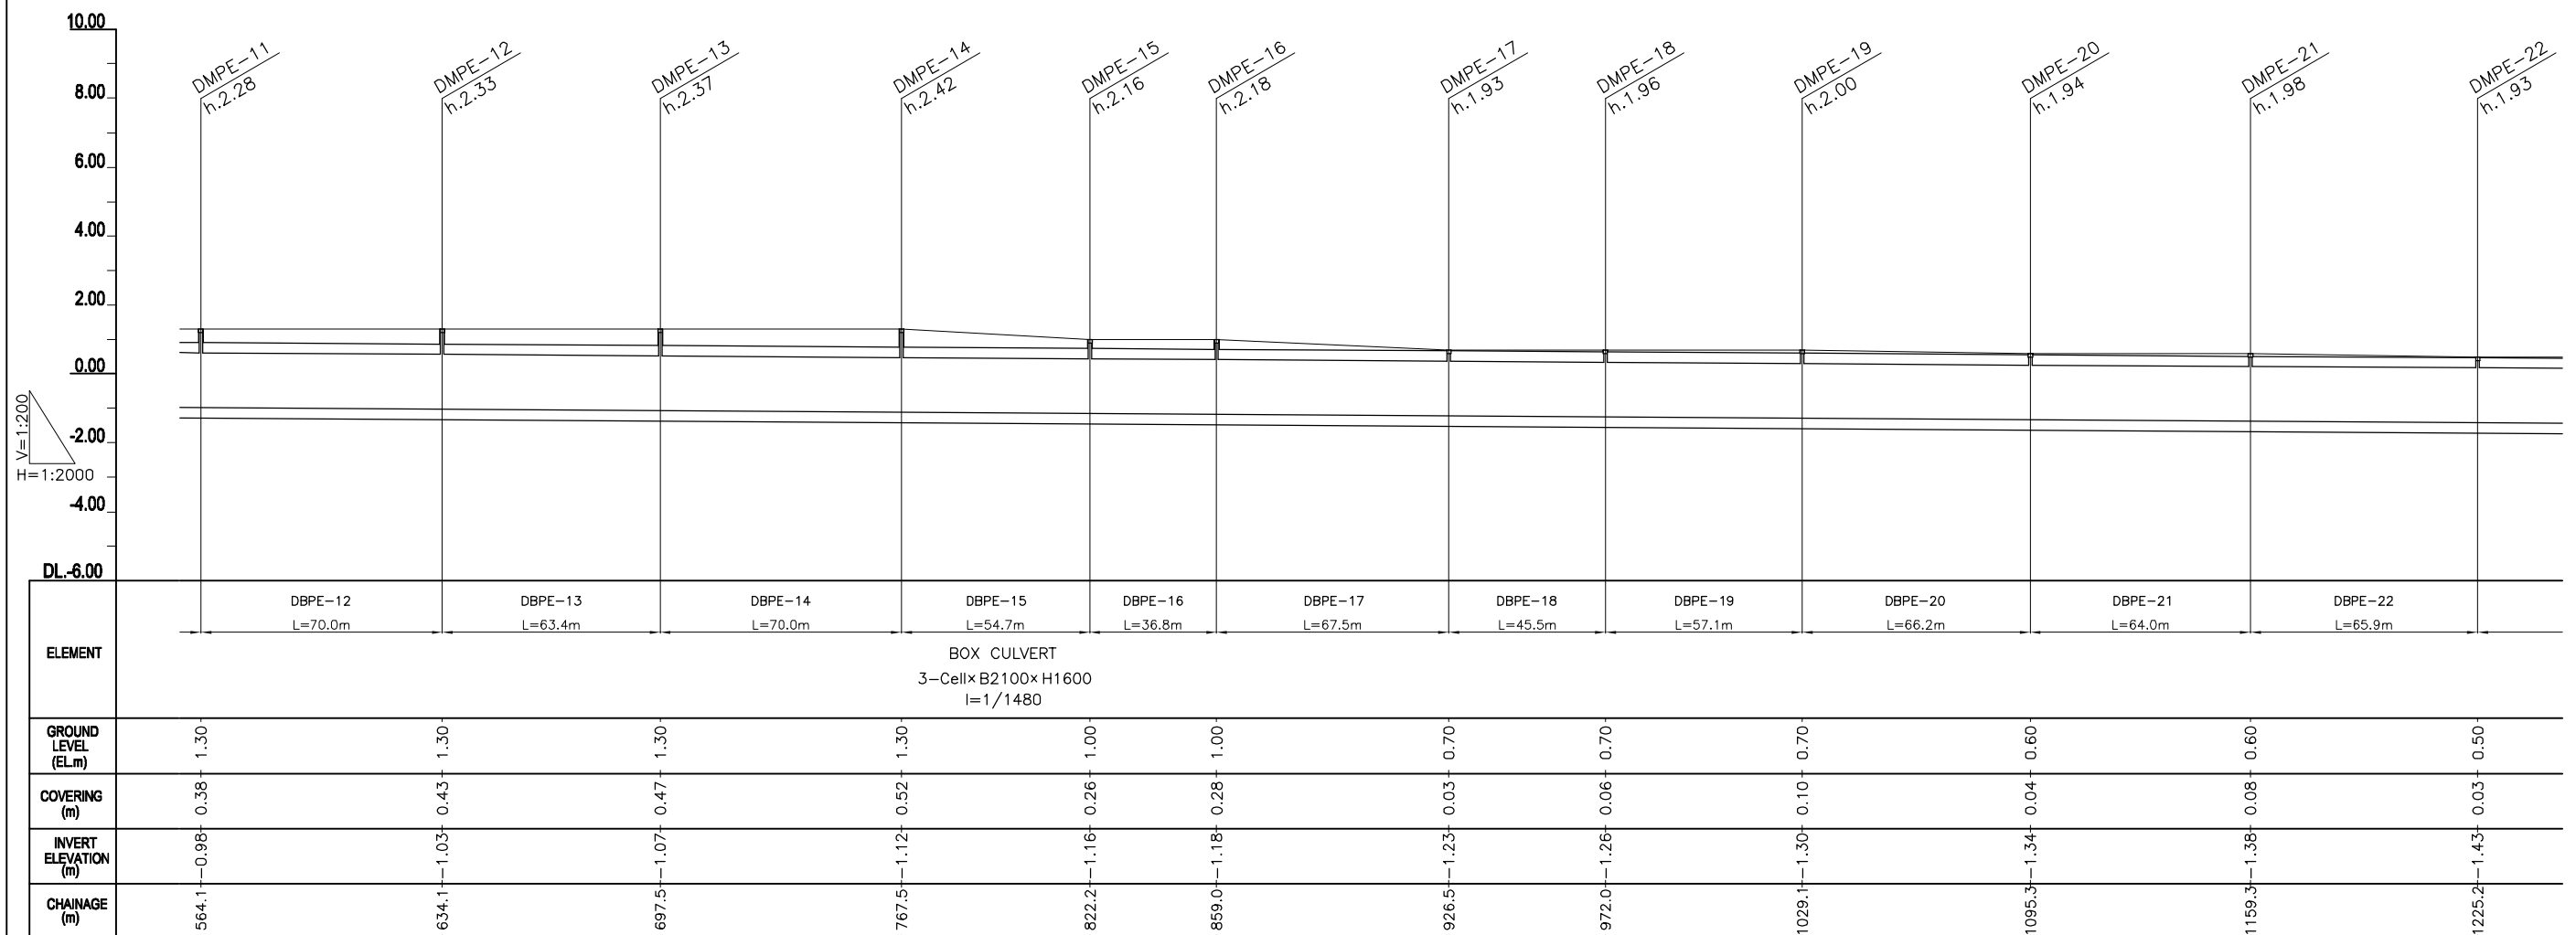 10.00
8.00
6.00
4.00
2.00
0.00
-2.00
-4.00
DL.-6.00
V=1:200
H=1:2000
DMPE-11
h.2.28
DMPE-12
h.2.33
DMPE-13
h.2.37
DMPE-14
h.2.42
DMPE-15
h.2.16
DMPE-16
h.2.18
DMPE-17
h.1.93
DMPE-18
h.1.96
DMPE-19
h.2.00
DMPE-20
h.1.94
DMPE-21
h.1.98
DMPE-22
h.1.93
DBPE-12 DBPE-13 DBPE-14 DBPE-15 DBPE-16 DBPE-17 DBPE-18 DBPE-19 DBPE-20 DBPE-21 DBPE-22
L=70.0m L=63.4m L=70.0m L=54.7m L=36.8m L=67.5m L=45.5m L=57.1m L=66.2m L=64.0m L=65.9m
ELEMENT
BOX CULVERT
3-Cell×B2100×H1600
I=1/1480
GROUND
LEVEL
(EL.m)
1.30 1.30 1.30 1.30 1.00 1.00 0.70 0.70 0.70 0.60 0.60 0.50
COVERING
(m)
0.38 0.43 0.47 0.52 0.26 0.28 0.03 0.06 0.10 0.04 0.08 0.03
INVERT
ELEVATION
(m)
-0.98 -1.03 -1.07 -1.12 -1.16 -1.18 -1.23 -1.26 -1.30 -1.34 -1.38 -1.43
CHAINAGE
(m)
564.1 634.1 697.5 767.5 822.2 859.0 926.5 972.0 1029.1 1095.3 1159.3 1225.2